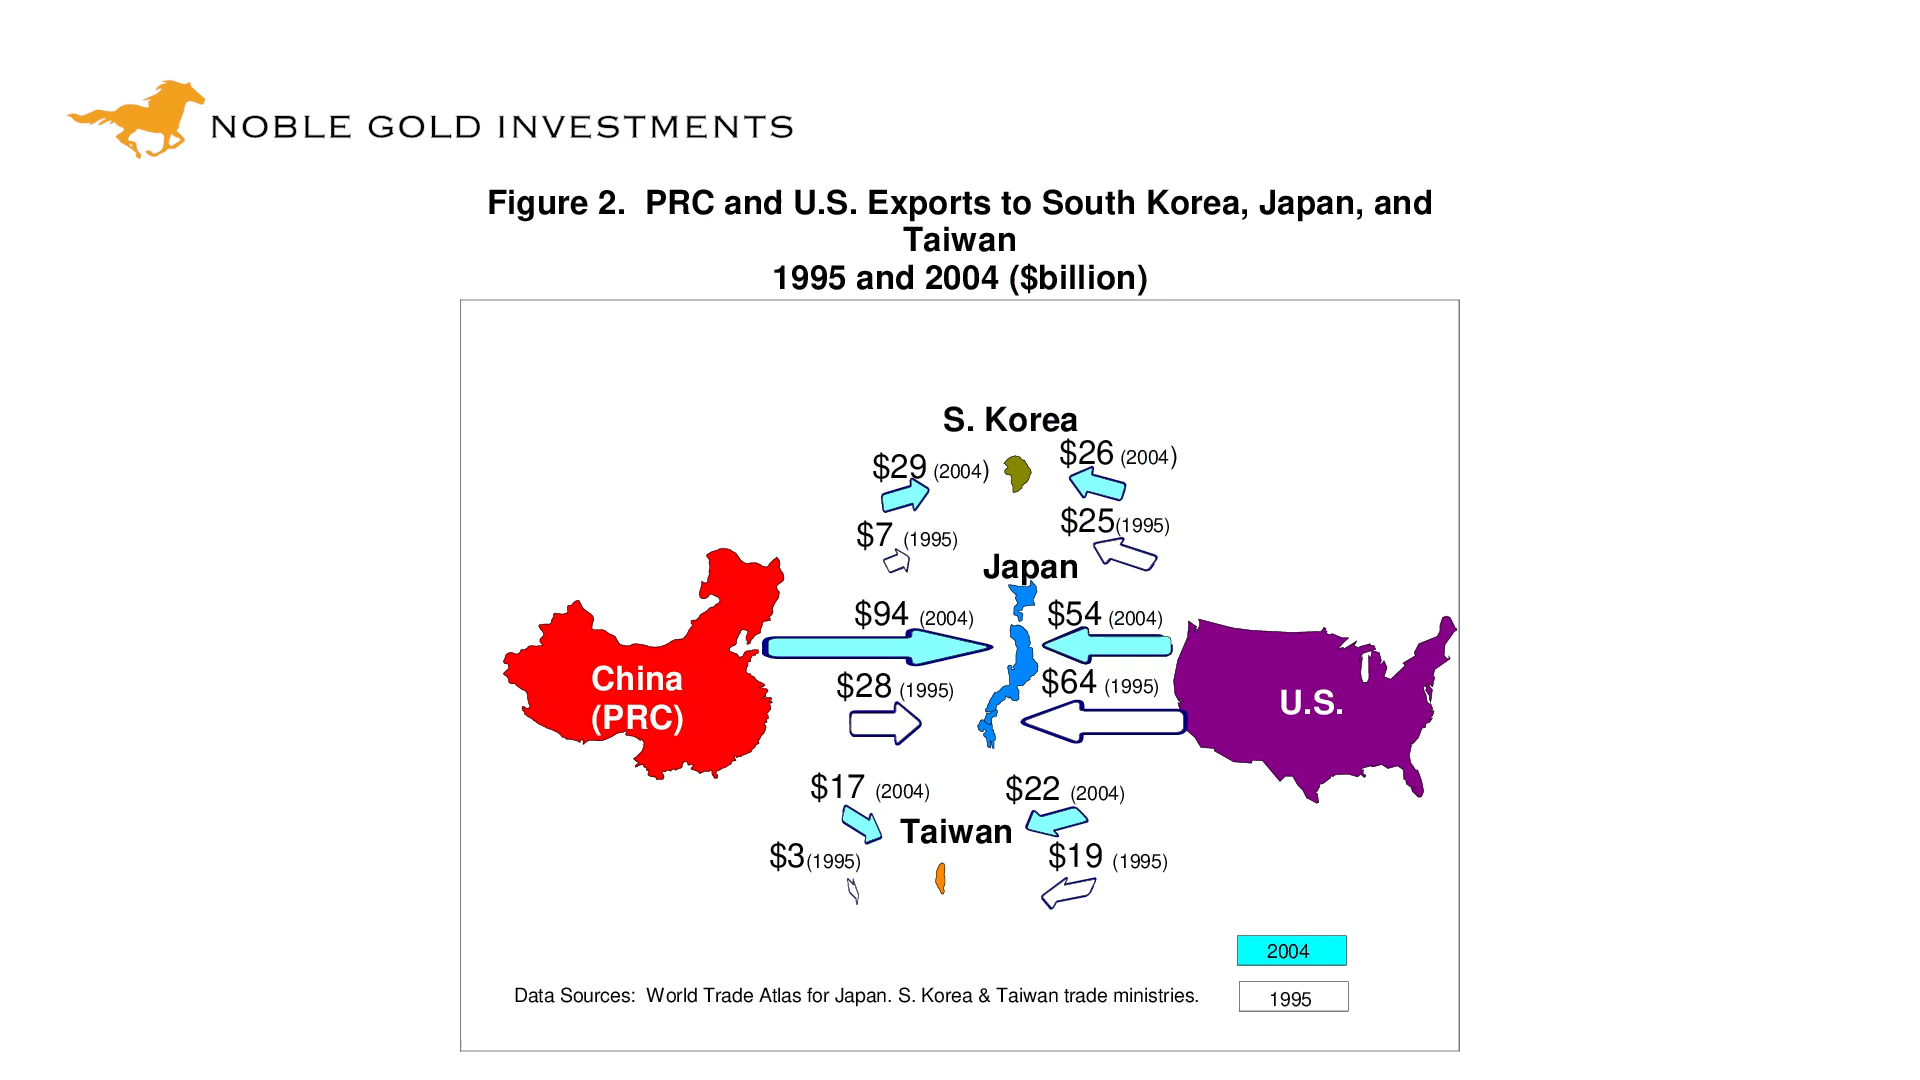 NOBLE GOLD INVESTMENTS
Figure 2.  PRC and U.S. Exports to South Korea, Japan, and
Taiwan
1995 and 2004 ($billion)
S. Korea
$29 (2004)
$26 (2004)
$7 (1995)
$25(1995)
Japan
$94 (2004)
$54 (2004)
$28 (1995)
$64 (1995)
China
(PRC)
U.S.
$17 (2004)
$22 (2004)
Taiwan
$3(1995)
$19 (1995)
2004
Data Sources:  World Trade Atlas for Japan. S. Korea & Taiwan trade ministries.
1995